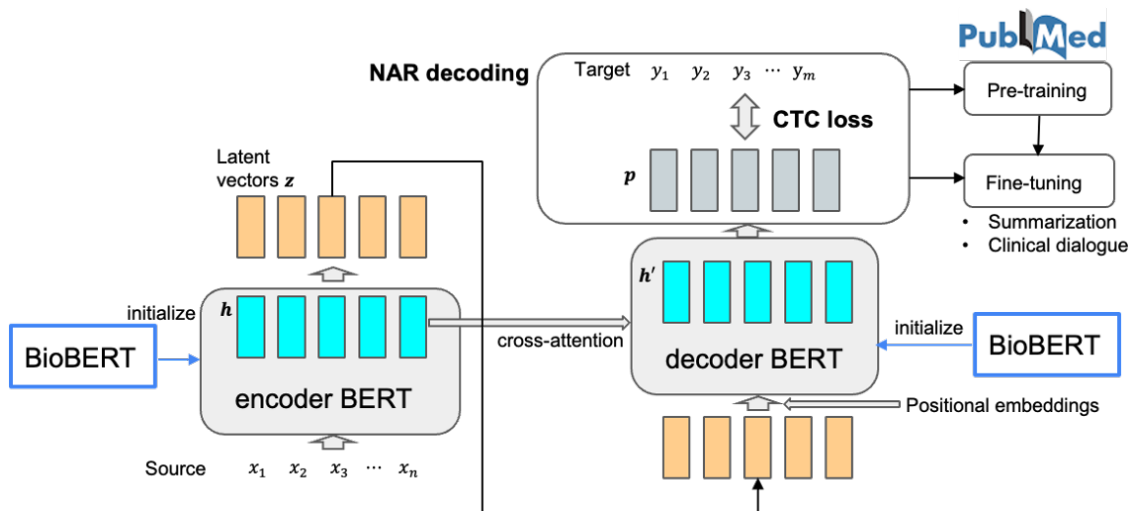 PubMed
NAR decoding
Target y₁ y₂ y₃ ⋯ yₘ
CTC loss
p
Pre-training
Fine-tuning
• Summarization
• Clinical dialogue
Latent
vectors z
h
initialize
BioBERT
encoder BERT
Source x₁ x₂ x₃ ⋯ xₙ
cross-attention
h′
decoder BERT
initialize
BioBERT
Positional embeddings